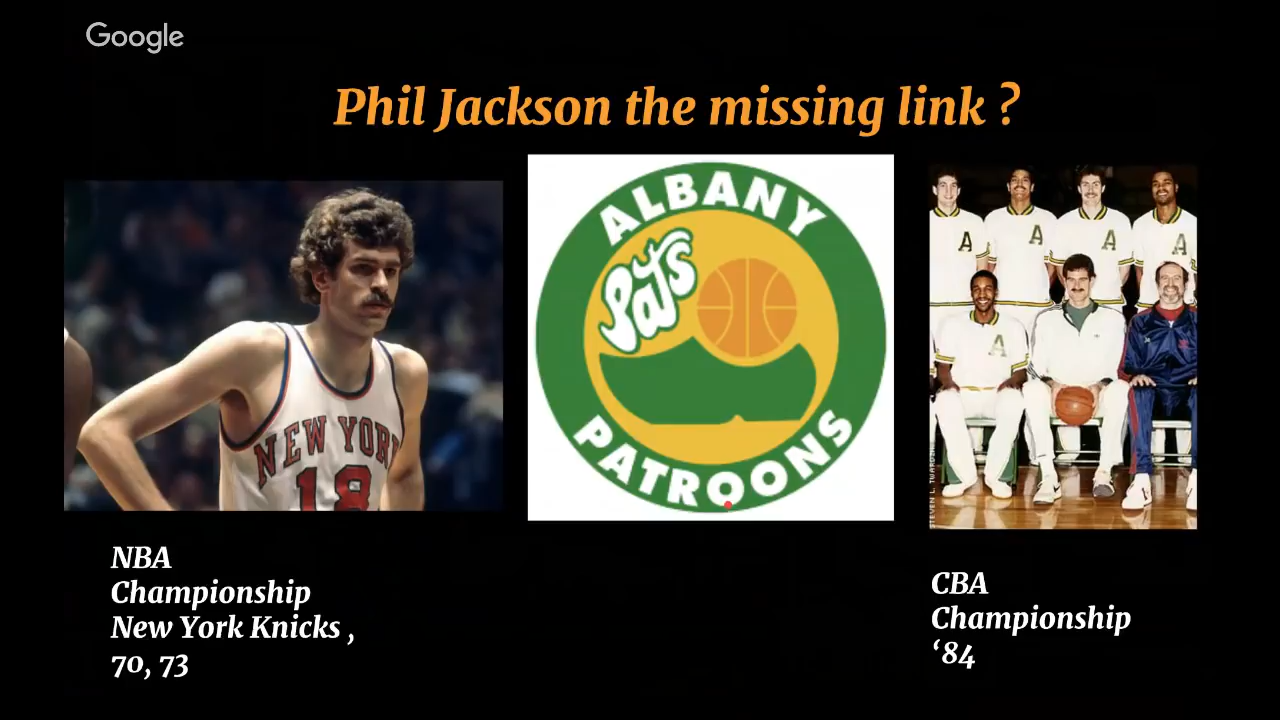 Google
Phil Jackson the missing link ?
NEW YORK
18
ALBANY
Pats
PATROONS
A
A
A
A
A
NBA
Championship
New York Knicks ,
70, 73
CBA
Championship
‘84